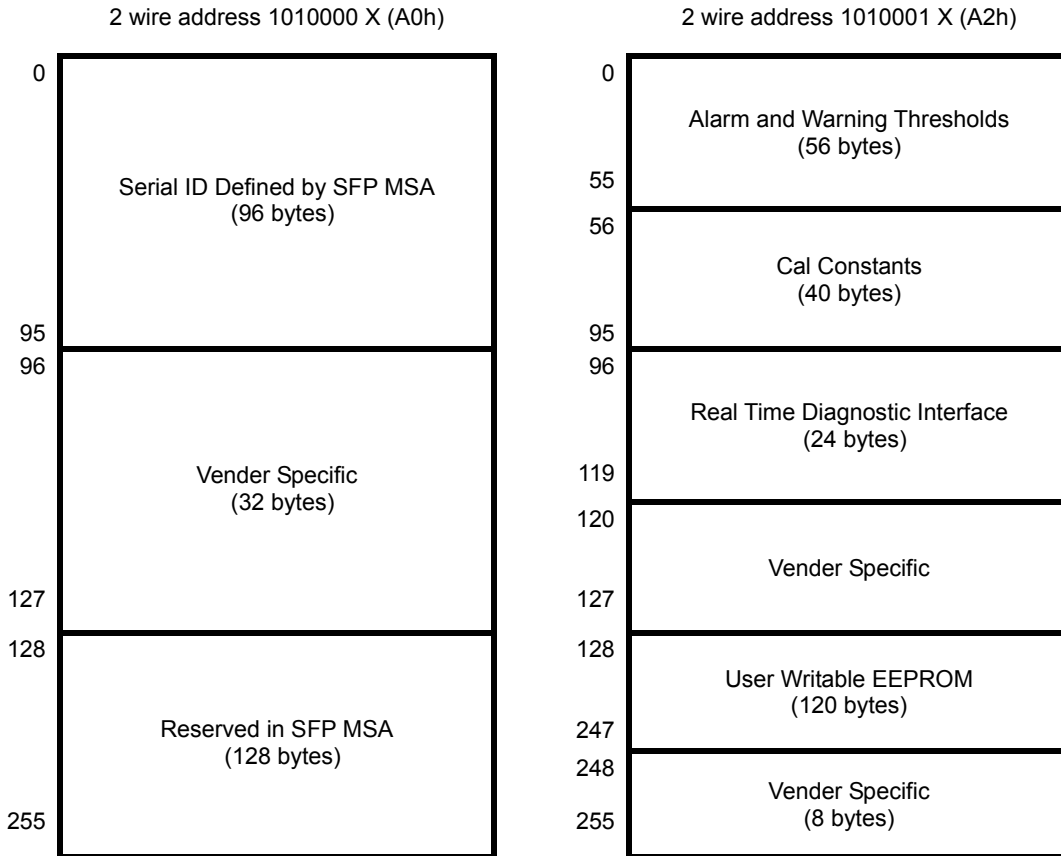 2 wire address 1010000 X (A0h)
0
Serial ID Defined by SFP MSA
(96 bytes)
95
96
Vender Specific
(32 bytes)
127
128
Reserved in SFP MSA
(128 bytes)
255
2 wire address 1010001 X (A2h)
0
Alarm and Warning Thresholds
(56 bytes)
55
56
Cal Constants
(40 bytes)
95
96
Real Time Diagnostic Interface
(24 bytes)
119
120
Vender Specific
127
128
User Writable EEPROM
(120 bytes)
247
248
Vender Specific
(8 bytes)
255